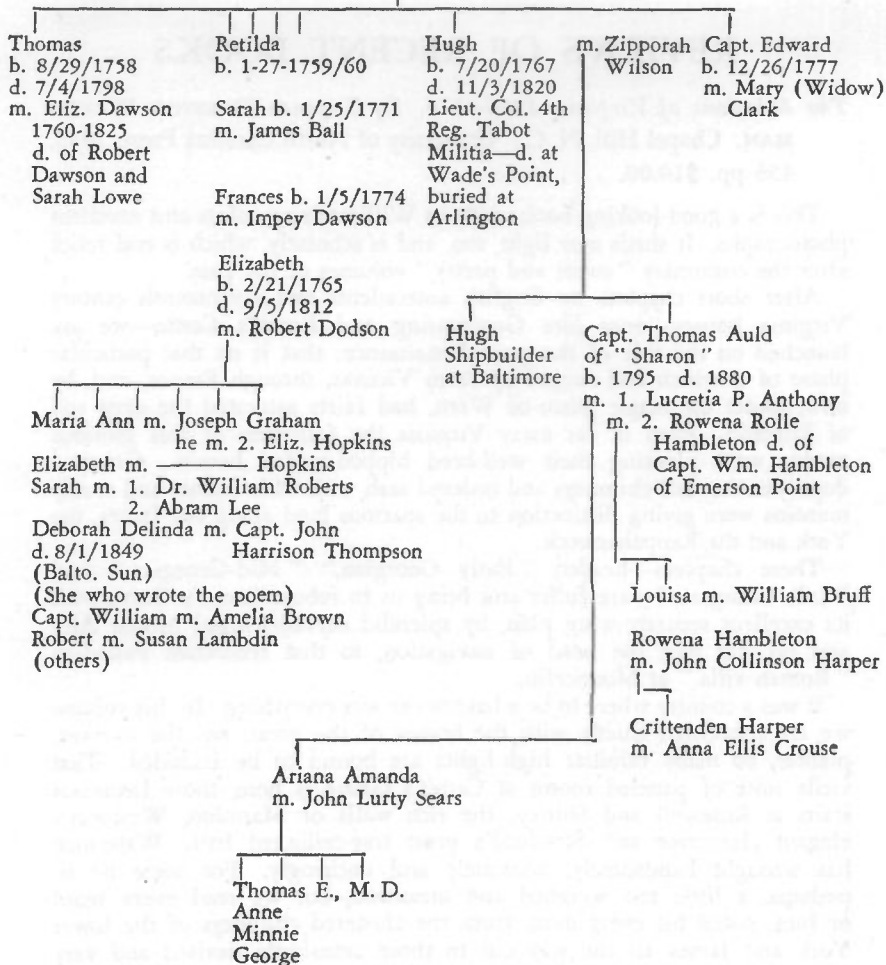 Thomas
b. 8/29/1758
d. 7/4/1798
m. Eliz. Dawson
1760-1825
d. of Robert
Dawson and
Sarah Lowe
Retilda
b. 1-27-1759/60
Sarah b. 1/25/1771
m. James Ball
Frances b. 1/5/1774
m. Impey Dawson
Elizabeth
b. 2/21/1765
d. 9/5/1812
m. Robert Dodson
Hugh
b. 7/20/1767
d. 11/3/1820
Lieut. Col. 4th
Reg. Tabot
Militia—d. at
Wade's Point,
buried at
Arlington
m. Zipporah
Wilson
Capt. Edward
b. 12/26/1777
m. Mary (Widow)
Clark
Maria Ann m. Joseph Graham
he m. 2. Eliz. Hopkins
Elizabeth m. ——— Hopkins
Sarah m. 1. Dr. William Roberts
2. Abram Lee
Deborah Delinda m. Capt. John
d. 8/1/1849 Harrison Thompson
(Balto. Sun)
(She who wrote the poem)
Capt. William m. Amelia Brown
Robert m. Susan Lambdin
(others)
Hugh
Shipbuilder
at Baltimore
Capt. Thomas Auld
of "Sharon"
b. 1795 d. 1880
m. 1. Lucretia P. Anthony
m. 2. Rowena Rolle
Hambleton d. of
Capt. Wm. Hambleton
of Emerson Point
Louisa m. William Bruff
Rowena Hambleton
m. John Collinson Harper
Crittenden Harper
m. Anna Ellis Crouse
Ariana Amanda
m. John Lurty Sears
Thomas E., M. D.
Anne
Minnie
George